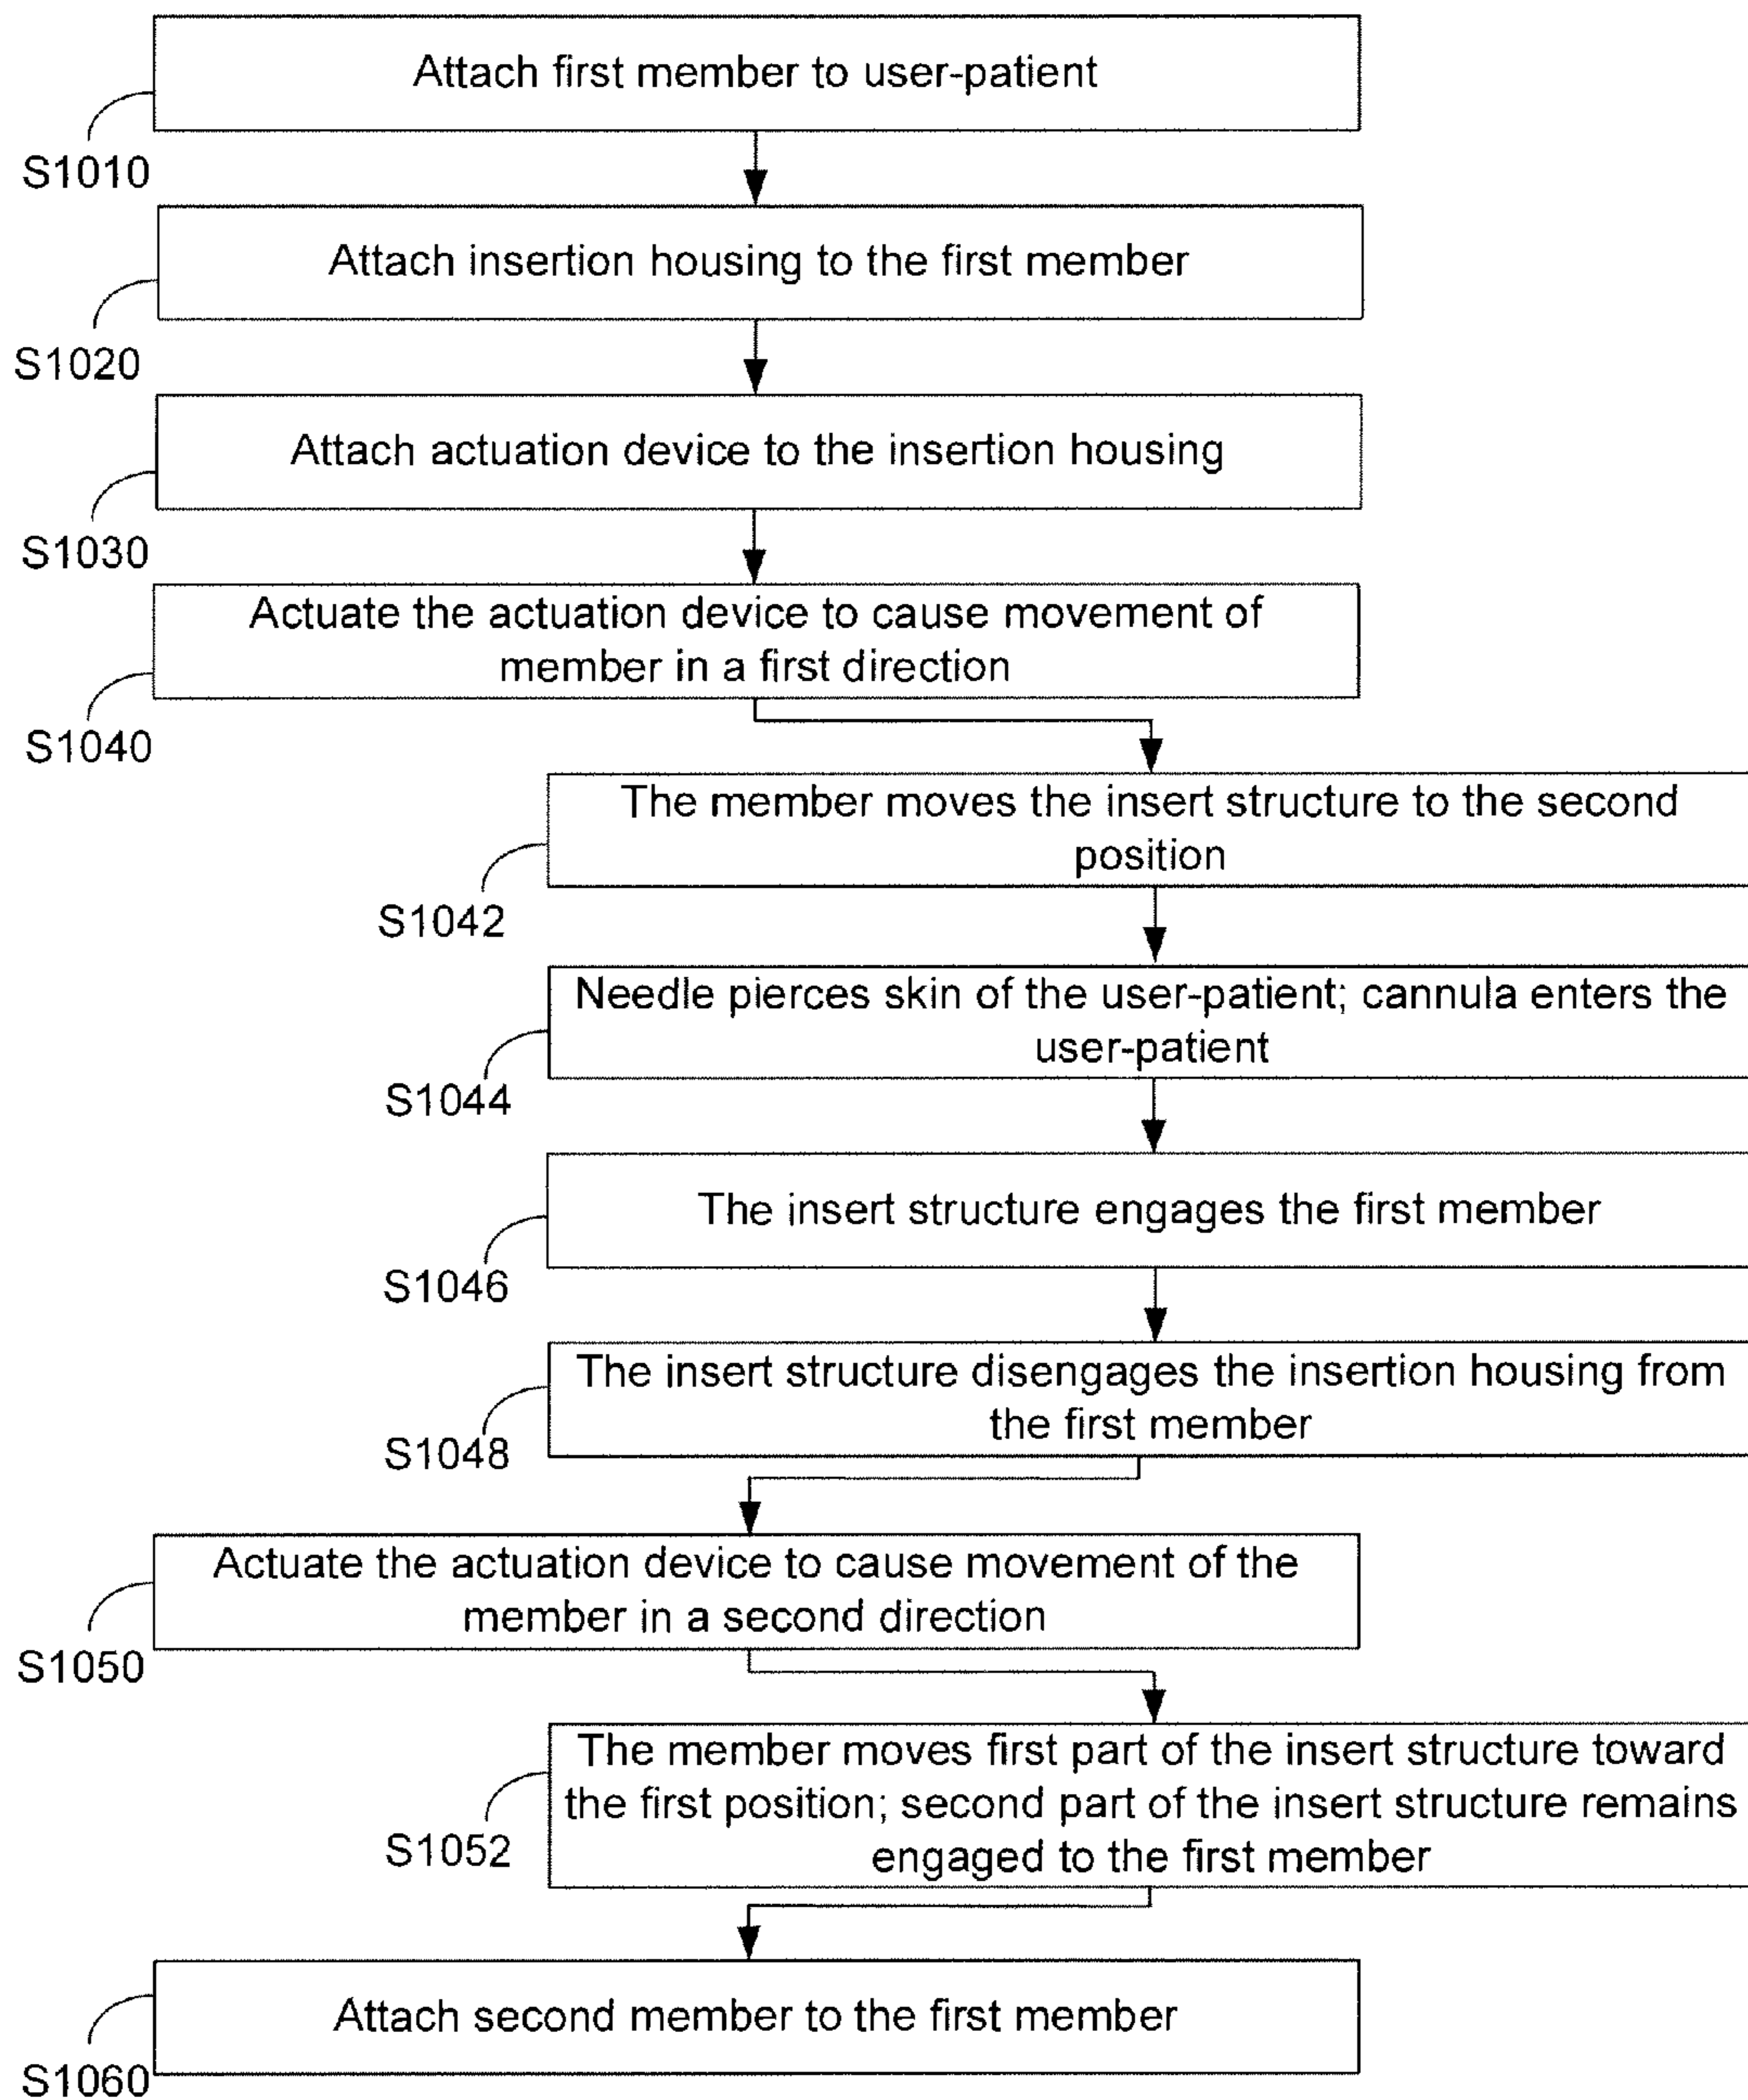 Attach first member to user-patient
S1010
Attach insertion housing to the first member
S1020
Attach actuation device to the insertion housing
S1030
Actuate the actuation device to cause movement of
member in a first direction
S1040
The member moves the insert structure to the second
position
S1042
Needle pierces skin of the user-patient; cannula enters the
user-patient
S1044
The insert structure engages the first member
S1046
The insert structure disengages the insertion housing from
the first member
S1048
Actuate the actuation device to cause movement of the
member in a second direction
S1050
The member moves first part of the insert structure toward
the first position; second part of the insert structure remains
engaged to the first member
S1052
Attach second member to the first member
S1060